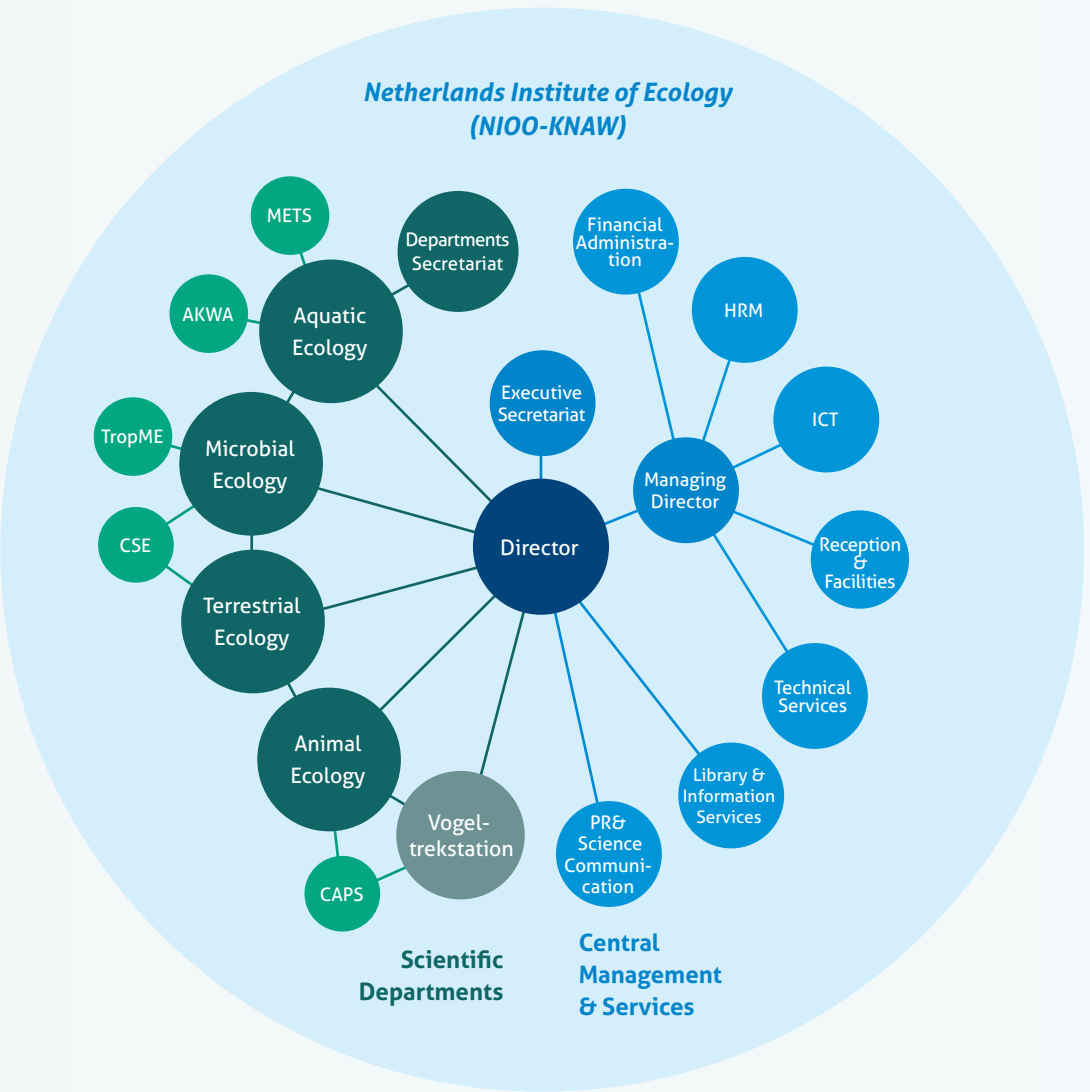 Netherlands Institute of Ecology
(NIOO-KNAW)
METS
Departments
Secretariat
AKWA
Aquatic
Ecology
TropME
Microbial
Ecology
CSE
Terrestrial
Ecology
Animal
Ecology
Vogel-
trekstation
CAPS
Executive
Secretariat
Director
Financial
Administra-
tion
HRM
ICT
Managing
Director
Reception
&
Facilities
Technical
Services
Library &
Information
Services
PR&
Science
Communi-
cation
Scientific
Departments
Central
Management
& Services